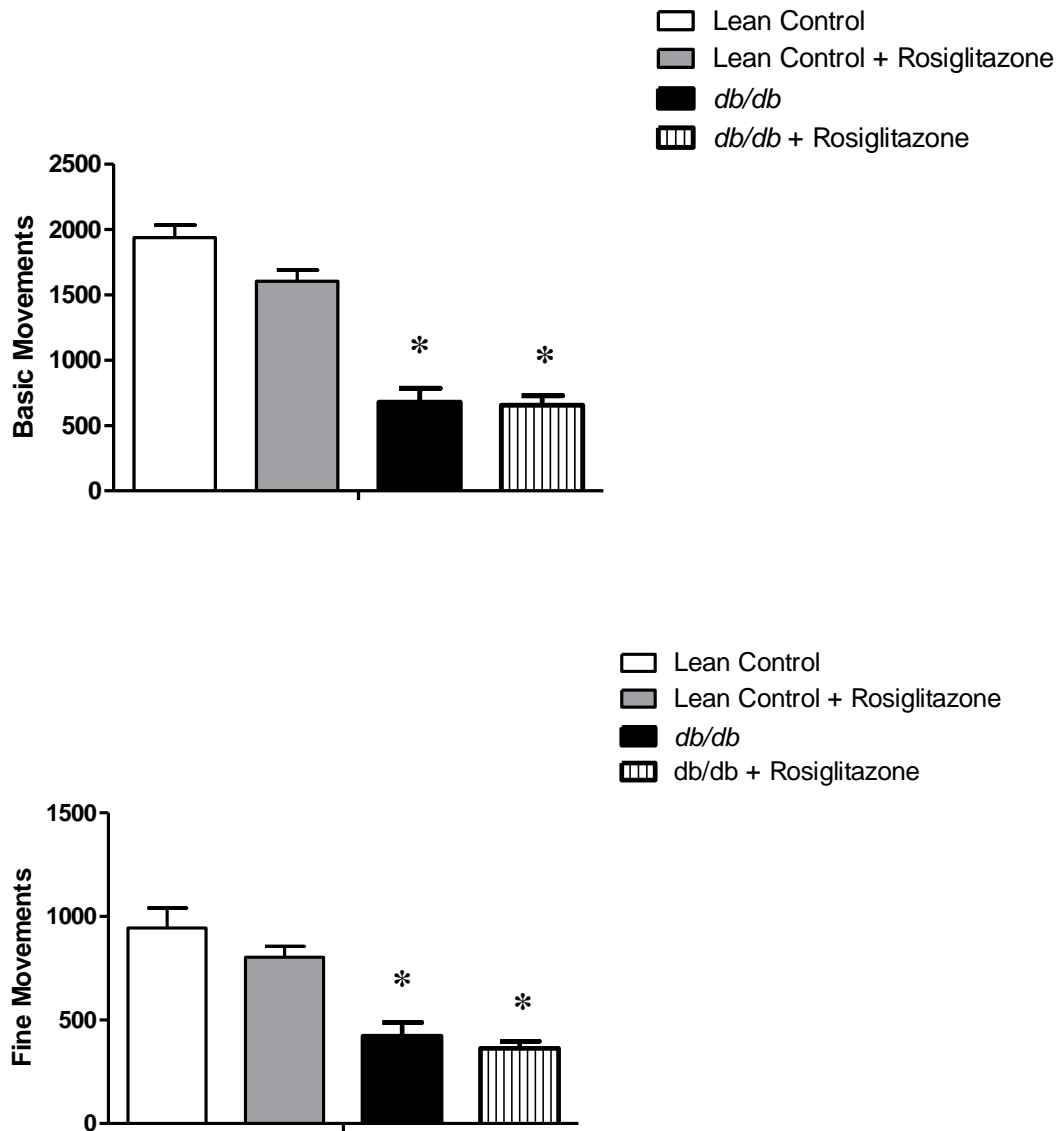 Lean Control
Lean Control + Rosiglitazone
db/db
db/db + Rosiglitazone
2500
2000
1500
1000
500
0
Basic Movements
*
*
Lean Control
Lean Control + Rosiglitazone
db/db
db/db + Rosiglitazone
1500
1000
500
0
Fine Movements
*
*